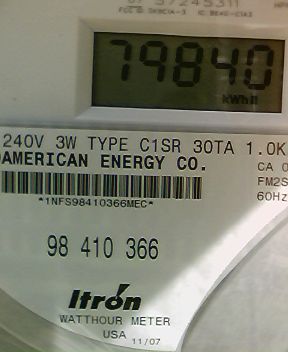 57245311
79840
kWh
240V 3W TYPE C1SR 30TA 1.0K
AMERICAN ENERGY CO.
CA 0
FM2S
60Hz
*1NFS98410366MEC*
98 410 366
Itron
WATTHOUR METER
USA 11/07